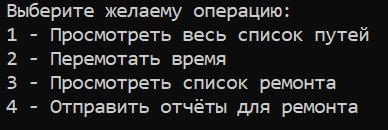 Выберите желаему операцию:
1 - Просмотреть весь список путей
2 - Перемотать время
3 - Просмотреть список ремонта
4 - Отправить отчёты для ремонта